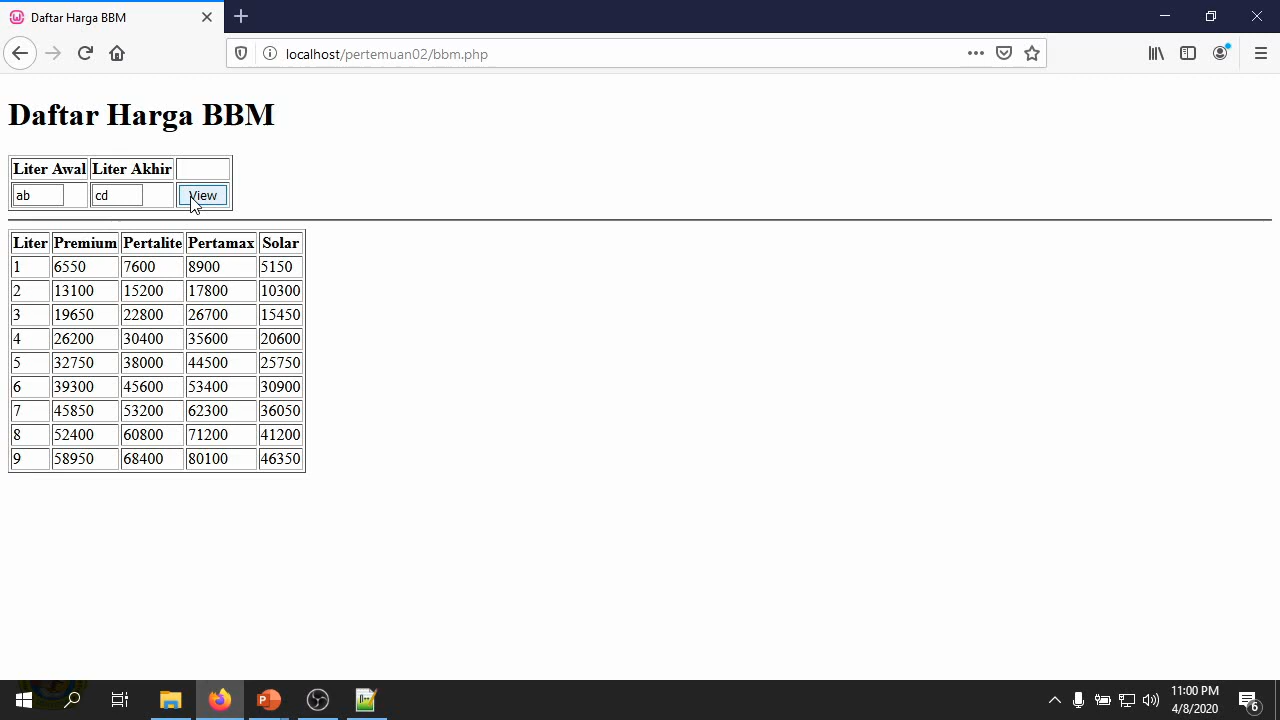 Daftar Harga BBM
localhost/pertemuan02/bbm.php
Daftar Harga BBM
Liter Awal Liter Akhir
ab cd View
Liter Premium Pertalite Pertamax Solar
1 6550 7600 8900 5150
2 13100 15200 17800 10300
3 19650 22800 26700 15450
4 26200 30400 35600 20600
5 32750 38000 44500 25750
6 39300 45600 53400 30900
7 45850 53200 62300 36050
8 52400 60800 71200 41200
9 58950 68400 80100 46350
11:00 PM
4/8/2020
6